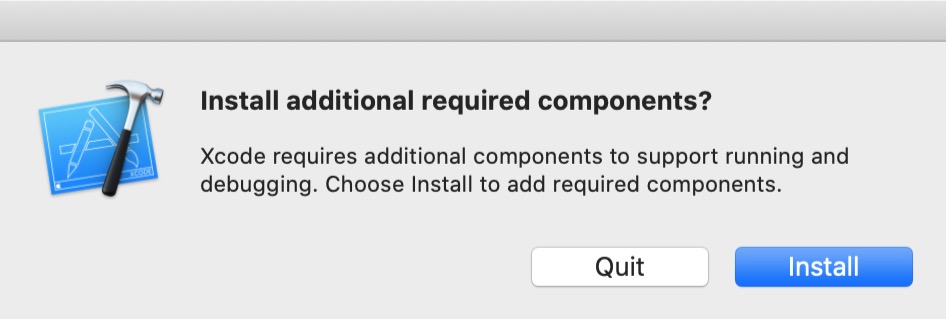 Install additional required components?
Xcode requires additional components to support running and
debugging. Choose Install to add required components.
XCODE
Quit
Install